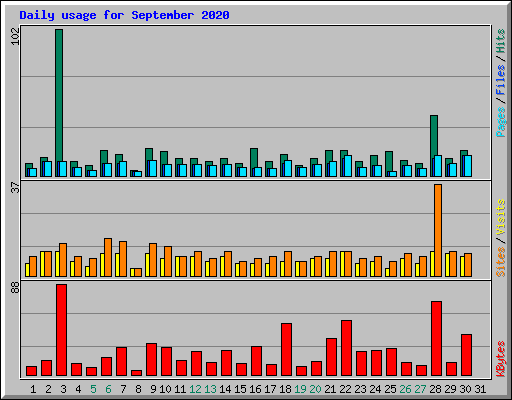 Daily usage for September 2020
102
Pages / Files / Hits
37
Sites / Visits
88
KBytes
1 2 3 4 5 6 7 8 9 10 11 12 13 14 15 16 17 18 19 20 21 22 23 24 25 26 27 28 29 30 31